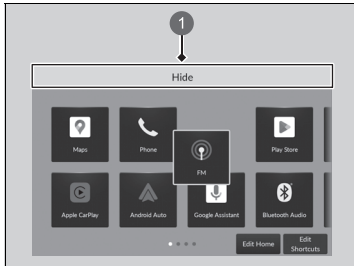 1
Hide
Maps
Phone
FM
Play Store
Apple CarPlay
Android Auto
Google Assistant
Bluetooth Audio
Edit Home
Edit
Shortcuts